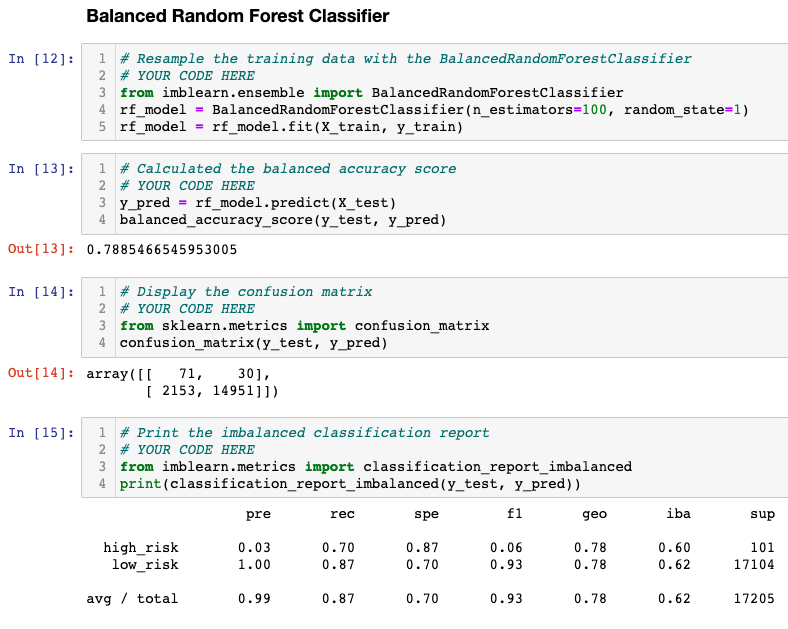 Balanced Random Forest Classifier
In [12]:
1 # Resample the training data with the BalancedRandomForestClassifier
2 # YOUR CODE HERE
3 from imblearn.ensemble import BalancedRandomForestClassifier
4 rf_model = BalancedRandomForestClassifier(n_estimators=100, random_state=1)
5 rf_model = rf_model.fit(X_train, y_train)
In [13]:
1 # Calculated the balanced accuracy score
2 # YOUR CODE HERE
3 y_pred = rf_model.predict(X_test)
4 balanced_accuracy_score(y_test, y_pred)
Out[13]: 0.7885466545953005
In [14]:
1 # Display the confusion matrix
2 # YOUR CODE HERE
3 from sklearn.metrics import confusion_matrix
4 confusion_matrix(y_test, y_pred)
Out[14]: array([[   71,    30],
       [ 2153, 14951]])
In [15]:
1 # Print the imbalanced classification report
2 # YOUR CODE HERE
3 from imblearn.metrics import classification_report_imbalanced
4 print(classification_report_imbalanced(y_test, y_pred))
pre rec spe f1 geo iba sup
high_risk 0.03 0.70 0.87 0.06 0.78 0.60 101
low_risk 1.00 0.87 0.70 0.93 0.78 0.62 17104
avg / total 0.99 0.87 0.70 0.93 0.78 0.62 17205